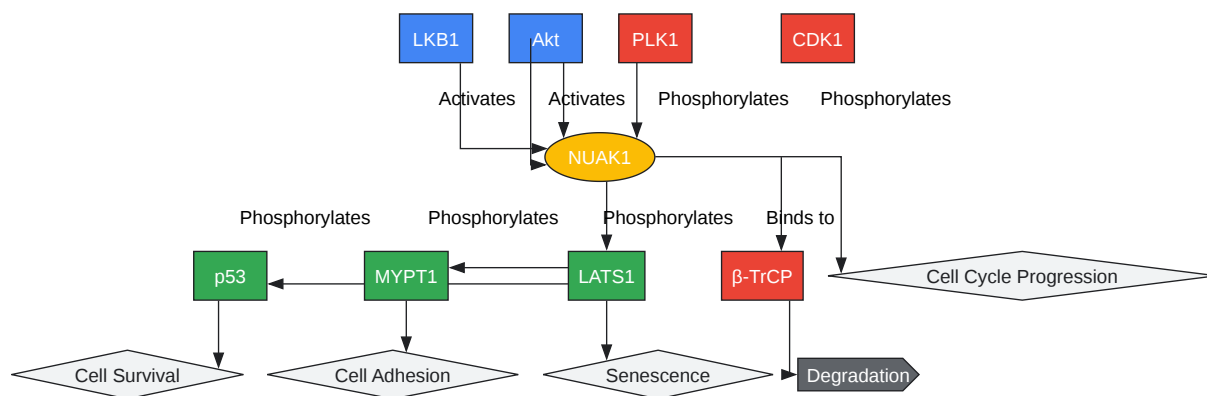 LKB1
Akt
PLK1
CDK1
Activates
Activates
Phosphorylates
Phosphorylates
NUAK1
Phosphorylates
Phosphorylates
Phosphorylates
Binds to
p53
MYPT1
LATS1
β-TrCP
Cell Cycle Progression
Cell Survival
Cell Adhesion
Senescence
Degradation